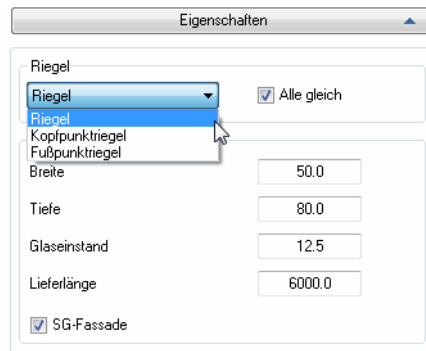 Eigenschaften
Riegel
Riegel
Alle gleich
Riegel
Kopfpunktriegel
Fußpunktriegel
Breite 50.0
Tiefe 80.0
Glaseinstand 12.5
Lieferlänge 6000.0
SG-Fassade